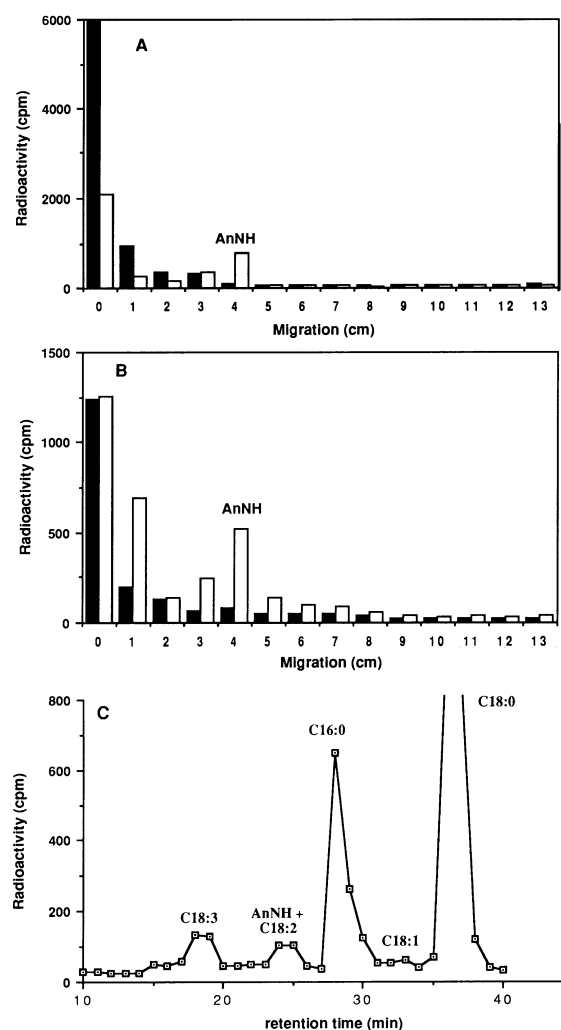 6000
A
4000
2000
0
Radioactivity (cpm)
AnNH
0 1 2 3 4 5 6 7 8 9 10 11 12 13
Migration (cm)
1500
B
1000
500
0
Radioactivity (cpm)
AnNH
0 1 2 3 4 5 6 7 8 9 10 11 12 13
Migration (cm)
800
C
600
400
200
0
Radioactivity (cpm)
C18:0
C16:0
C18:3
AnNH +
C18:2
C18:1
10 20 30 40
retention time (min)